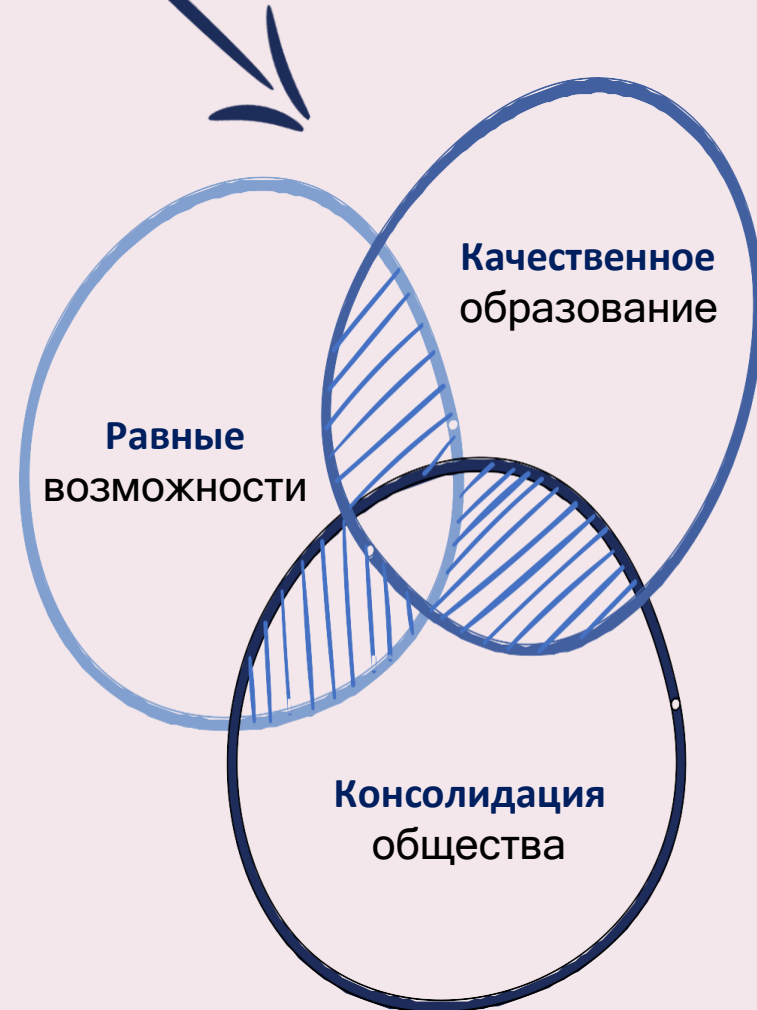 Качественное
образование
Равные
возможности
Консолидация
общества